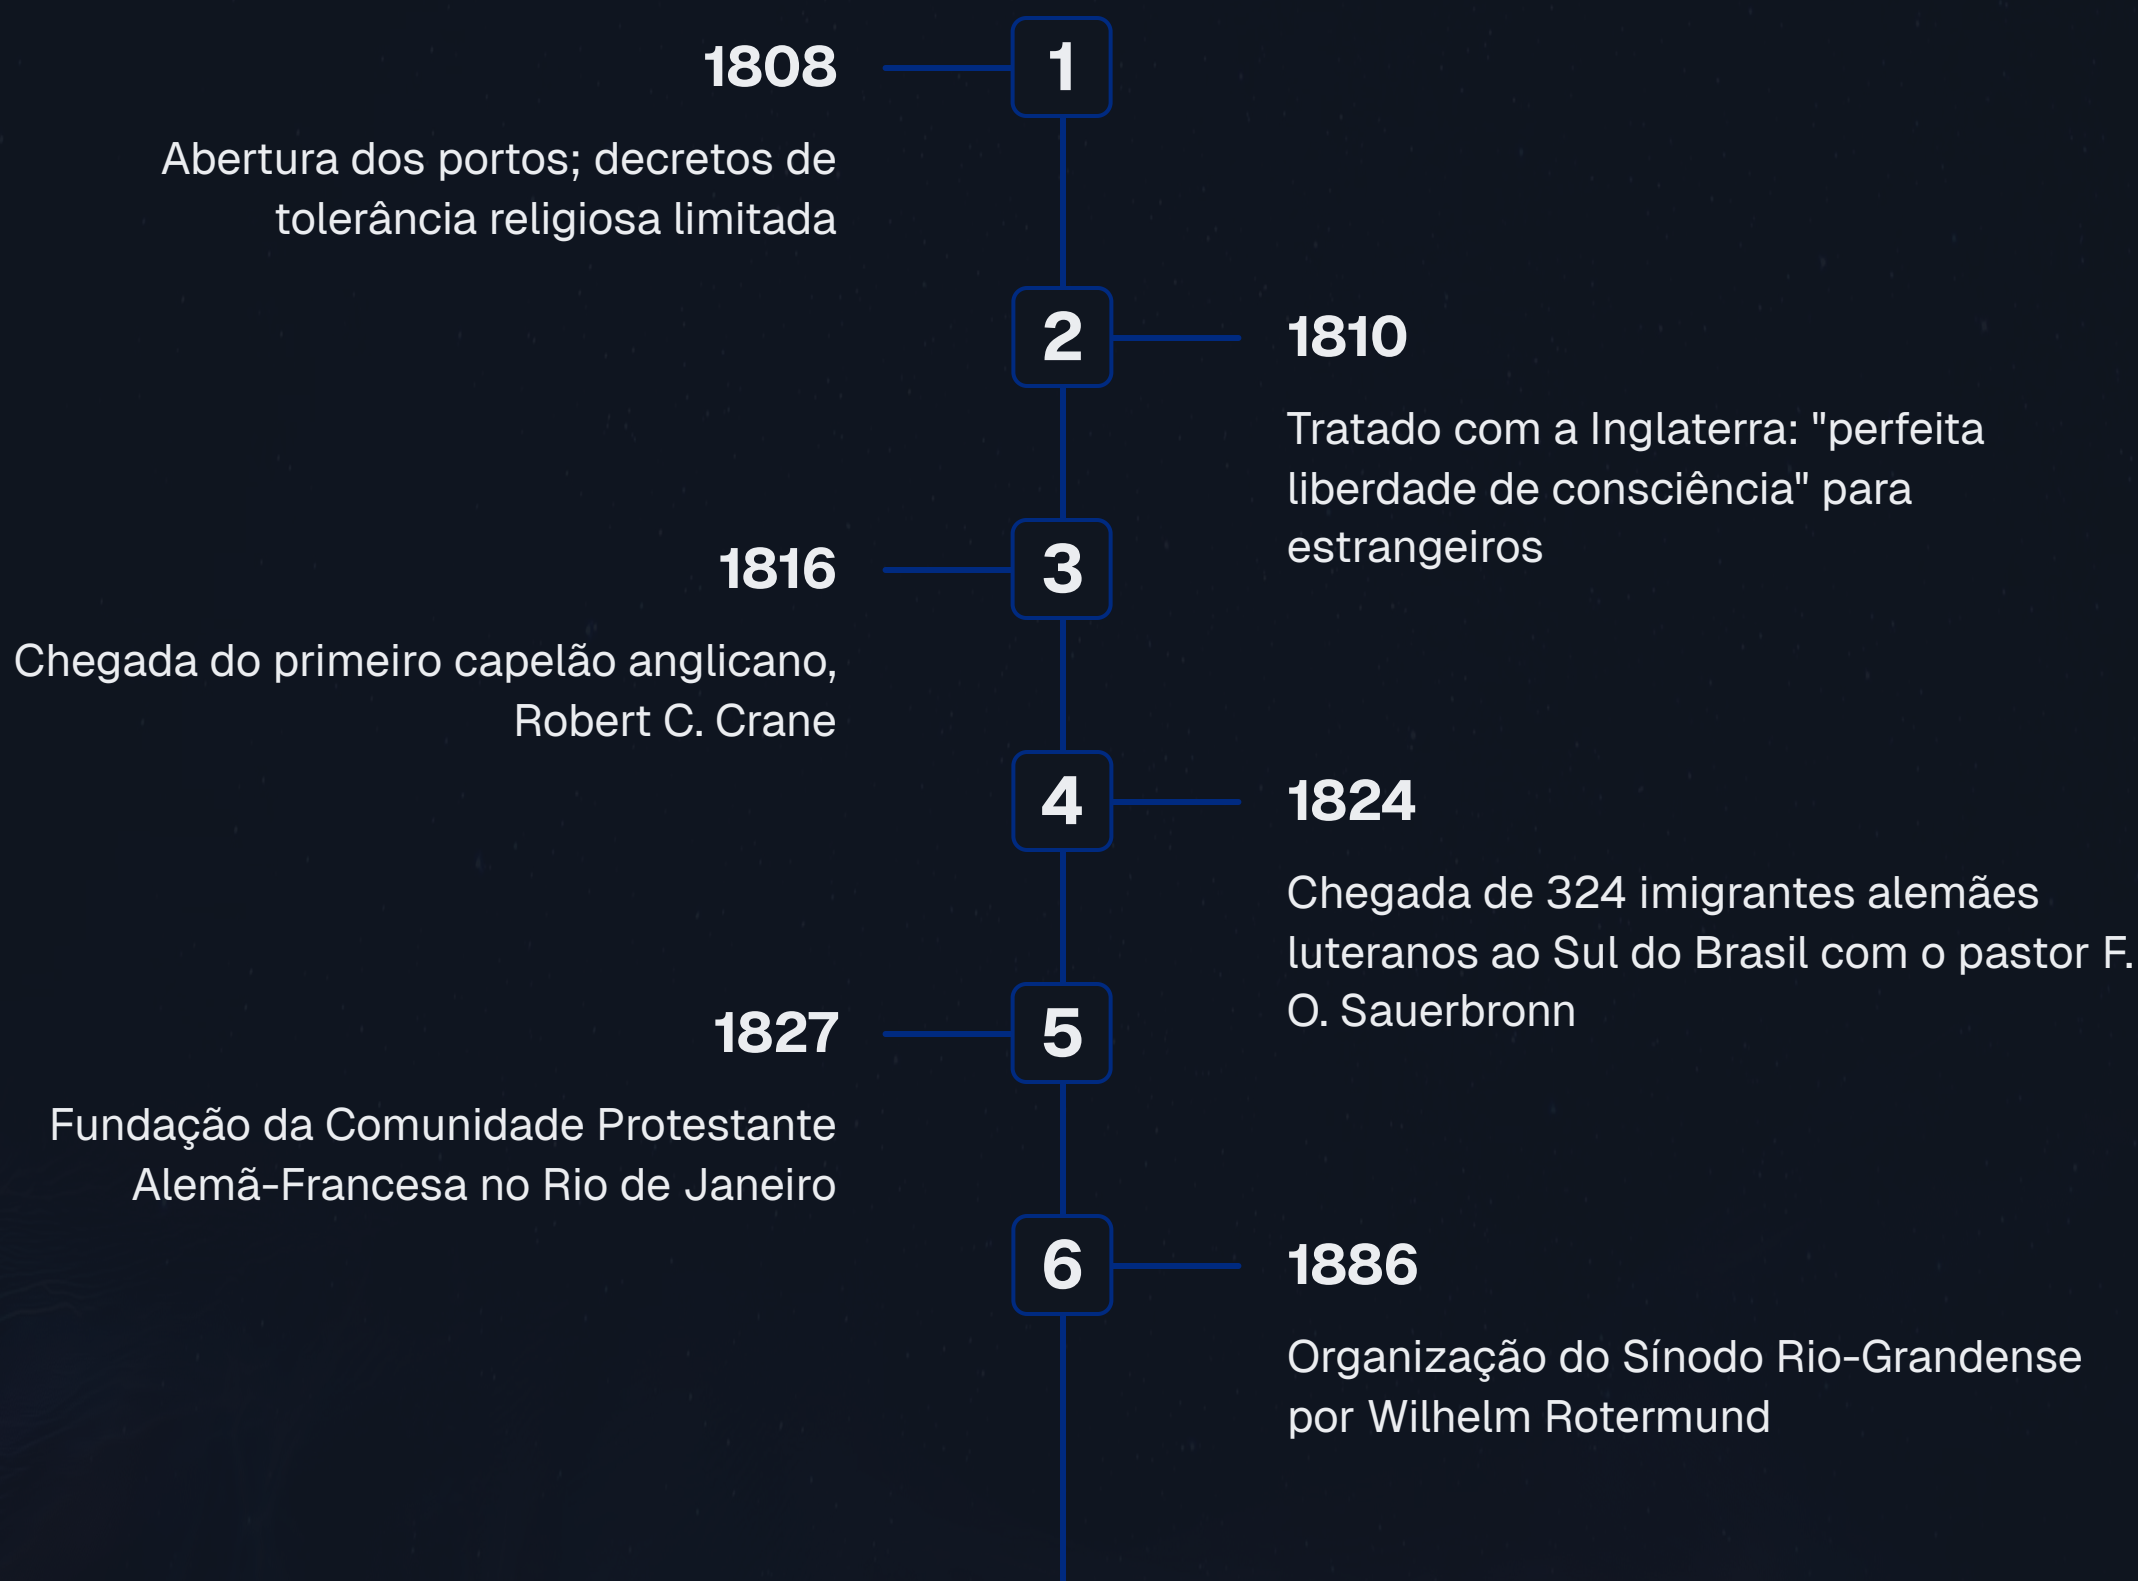 1
1808
Abertura dos portos; decretos de
tolerância religiosa limitada
2
1810
Tratado com a Inglaterra: "perfeita
liberdade de consciência" para
estrangeiros
3
1816
Chegada do primeiro capelão anglicano,
Robert C. Crane
4
1824
Chegada de 324 imigrantes alemães
luteranos ao Sul do Brasil com o pastor F.
O. Sauerbronn
5
1827
Fundação da Comunidade Protestante
Alemã-Francesa no Rio de Janeiro
6
1886
Organização do Sínodo Rio-Grandense
por Wilhelm Rotermund